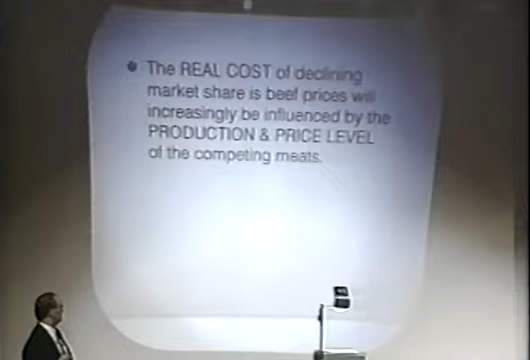 The REAL COST of declining
market share is beef prices will
increasingly be influenced by the
PRODUCTION & PRICE LEVEL
of the competing meats.